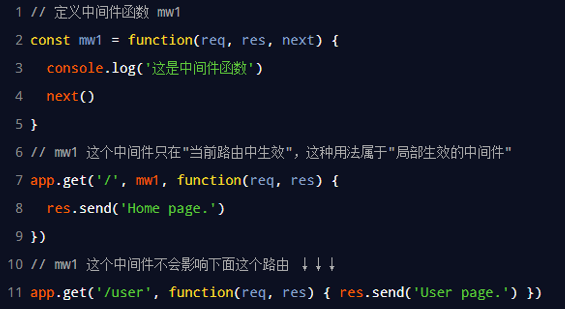 1 // 定义中间件函数 mw1
2 const mw1 = function(req, res, next) {
3   console.log('这是中间件函数')
4   next()
5 }
6 // mw1 这个中间件只在"当前路由中生效"，这种用法属于"局部生效的中间件"
7 app.get('/', mw1, function(req, res) {
8   res.send('Home page.')
9 })
10 // mw1 这个中间件不会影响下面这个路由 ↓↓↓
11 app.get('/user', function(req, res) { res.send('User page.') })